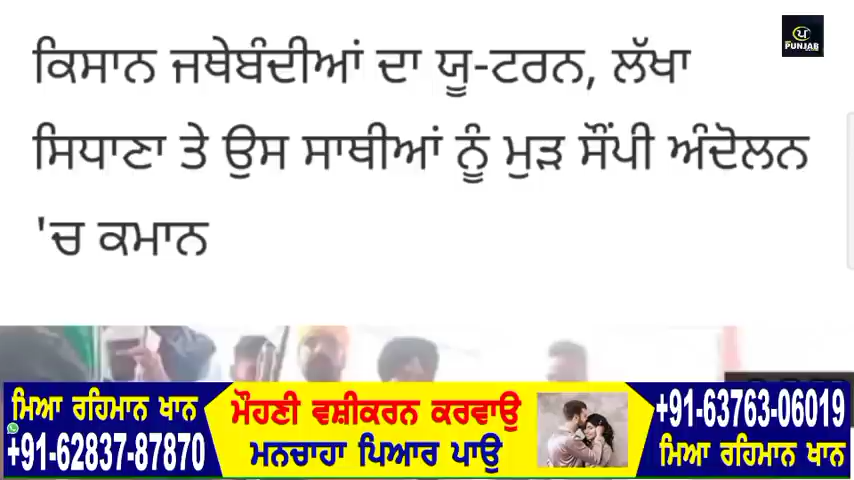 ਪੰ
PUNJAB
ਕਿਸਾਨ ਜਥੇਬੰਦੀਆਂ ਦਾ ਯੂ-ਟਰਨ, ਲੱਖਾ
ਸਿਧਾਣਾ ਤੇ ਉਸ ਸਾਥੀਆਂ ਨੂੰ ਮੁੜ ਸੌਂਪੀ ਅੰਦੋਲਨ
'ਚ ਕਮਾਨ
ਮਿਆ ਰਹਿਮਾਨ ਖਾਨ
+91-62837-87870
ਮੋਹਣੀ ਵਸ਼ੀਕਰਨ ਕਰਵਾਉ
ਮਨਚਾਹਾ ਪਿਆਰ ਪਾਉ
+91-63763-06019
ਮਿਆ ਰਹਿਮਾਨ ਖਾਨ